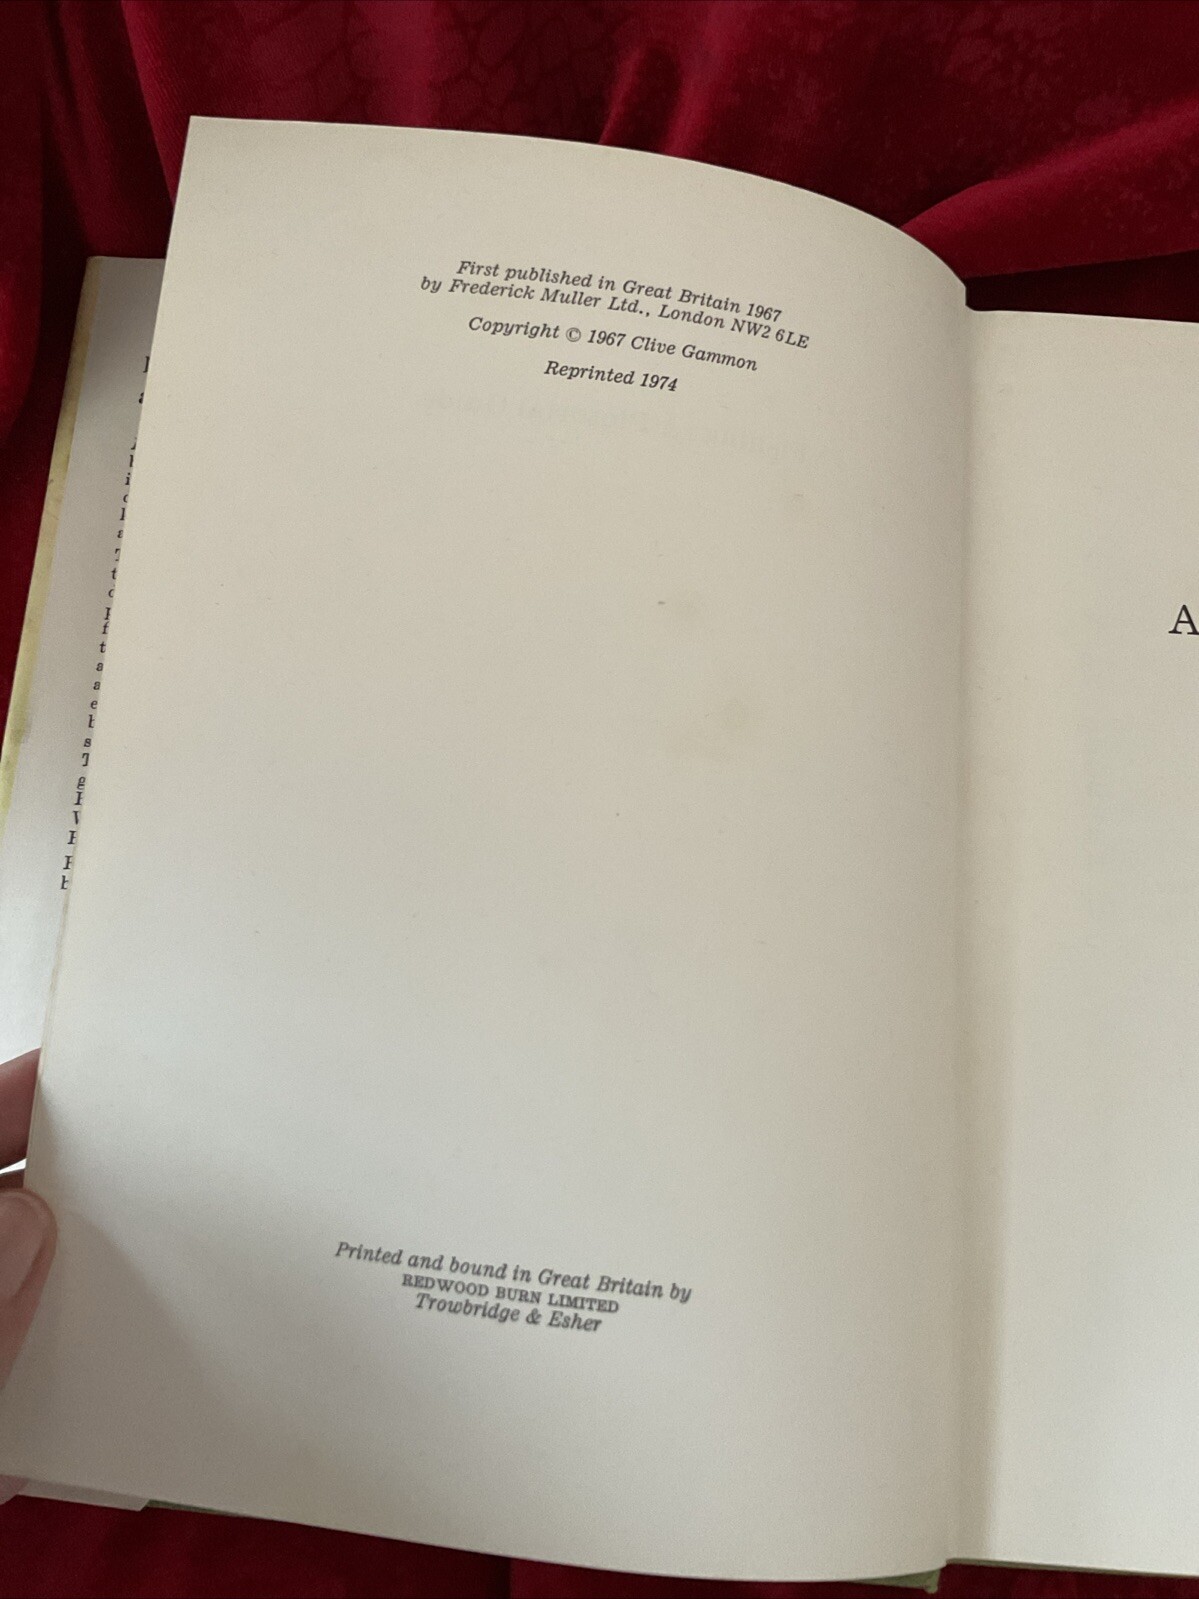 First published in Great Britain 1967
by Frederick Muller Ltd., London NW2 6LE
Copyright © 1967 Clive Gammon
Reprinted 1974
Printed and bound in Great Britain by
REDWOOD BURN LIMITED
Trowbridge & Esher
A